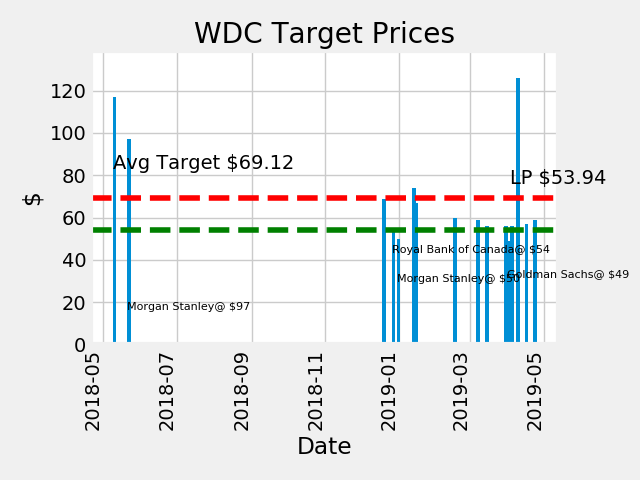 WDC Target Prices
120
100
80
60
40
20
0
$
Avg Target $69.12
LP $53.94
Royal Bank of Canada@ $54
Morgan Stanley@ $50
Goldman Sachs@ $49
Morgan Stanley@ $97
2018-05
2018-07
2018-09
2018-11
2019-01
2019-03
2019-05
Date